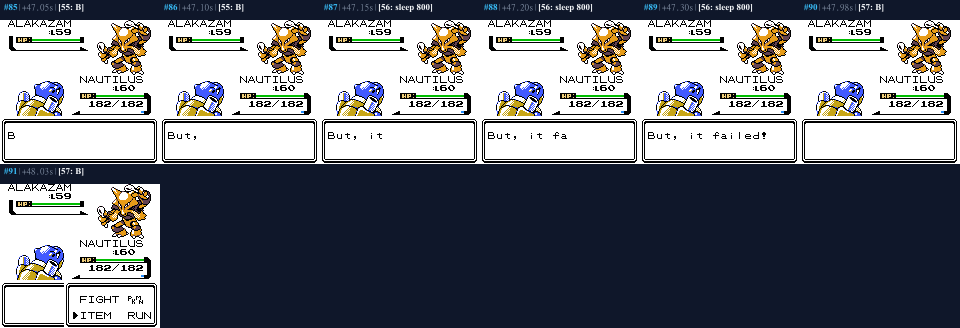 #85|+47.05s|[55: B]
ALAKAZAM
:L59
HP:
NAUTILUS
:L60
HP:
182/182
B
#86|+47.10s|[55: B]
ALAKAZAM
:L59
HP:
NAUTILUS
:L60
HP:
182/182
But,
#87|+47.15s|[56: sleep 800]
ALAKAZAM
:L59
HP:
NAUTILUS
:L60
HP:
182/182
But, it
#88|+47.20s|[56: sleep 800]
ALAKAZAM
:L59
HP:
NAUTILUS
:L60
HP:
182/182
But, it fa
#89|+47.30s|[56: sleep 800]
ALAKAZAM
:L59
HP:
NAUTILUS
:L60
HP:
182/182
But, it failed!
#90|+47.98s|[57: B]
ALAKAZAM
:L59
HP:
NAUTILUS
:L60
HP:
182/182
#91|+48.03s|[57: B]
ALAKAZAM
:L59
HP:
NAUTILUS
:L60
HP:
182/182
FIGHT PKMN
▶ITEM RUN